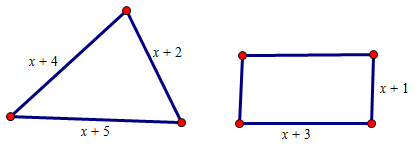 x + 4
x + 2
x + 5
x + 1
x + 3